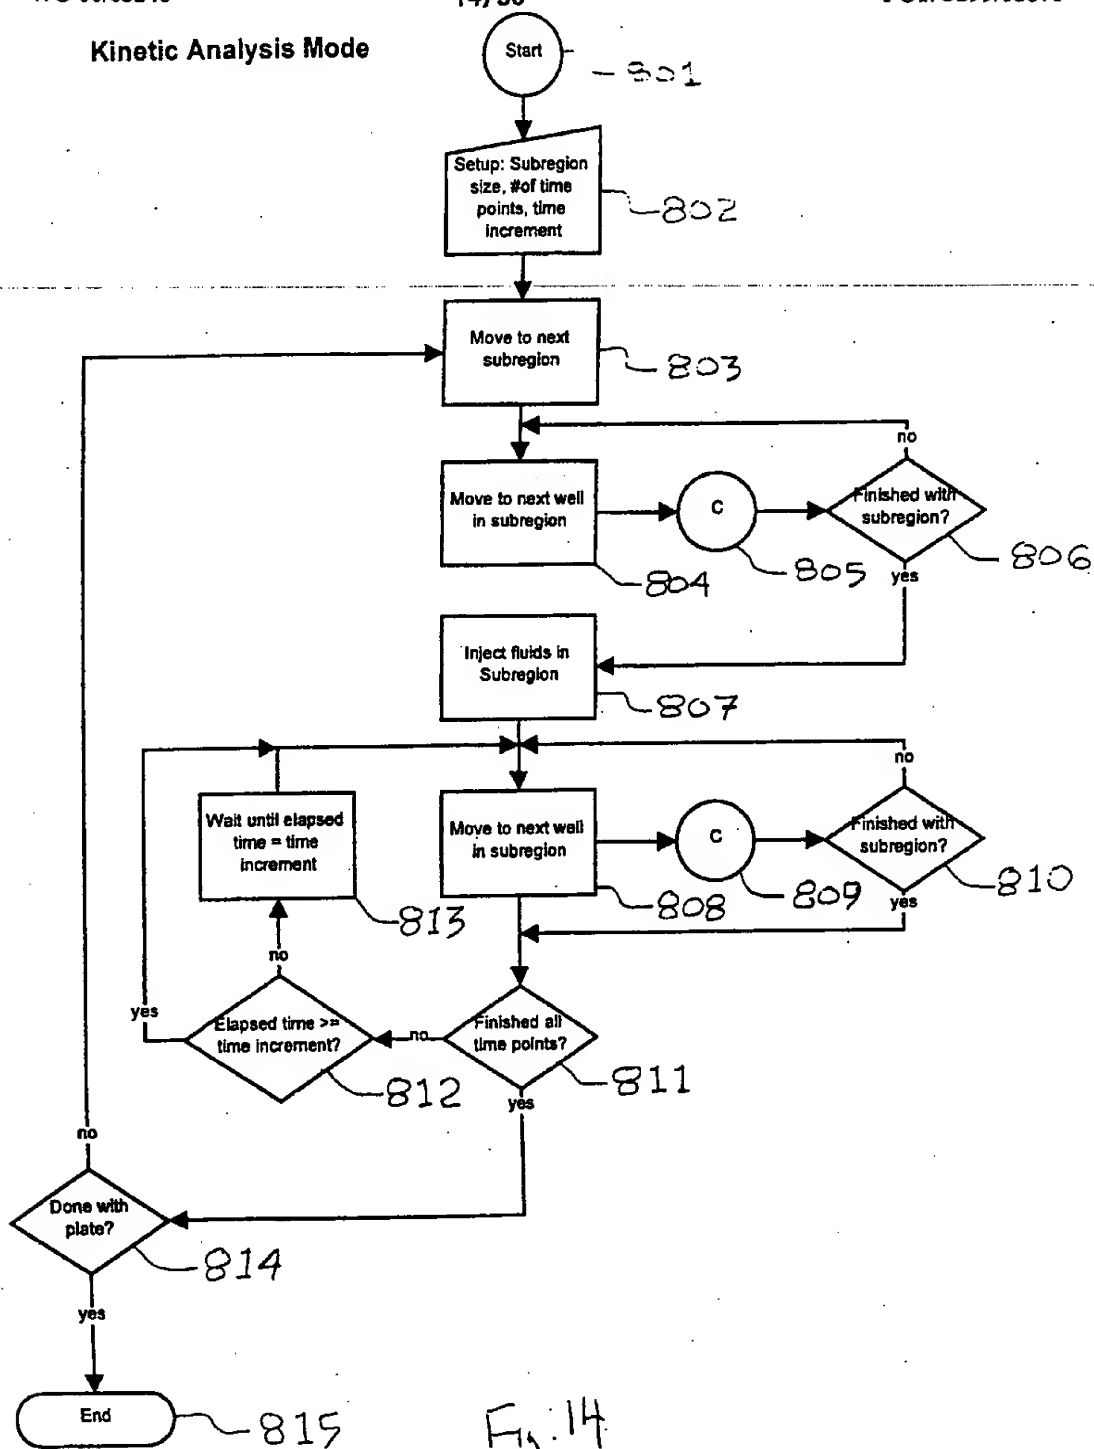 14/36
Kinetic Analysis Mode
Start
801
Setup: Subregion
size, #of time
points, time
increment
802
Move to next
subregion
803
no
Move to next well
in subregion
C
Finished with
subregion?
804
805
806
yes
Inject fluids in
Subregion
807
no
Wait until elapsed
time = time
increment
Move to next well
in subregion
C
Finished with
subregion?
813
808
809
810
yes
no
yes
Elapsed time >=
time increment?
no
Finished all
time points?
812
811
yes
no
Done with
plate?
814
yes
End
815
Fig. 14